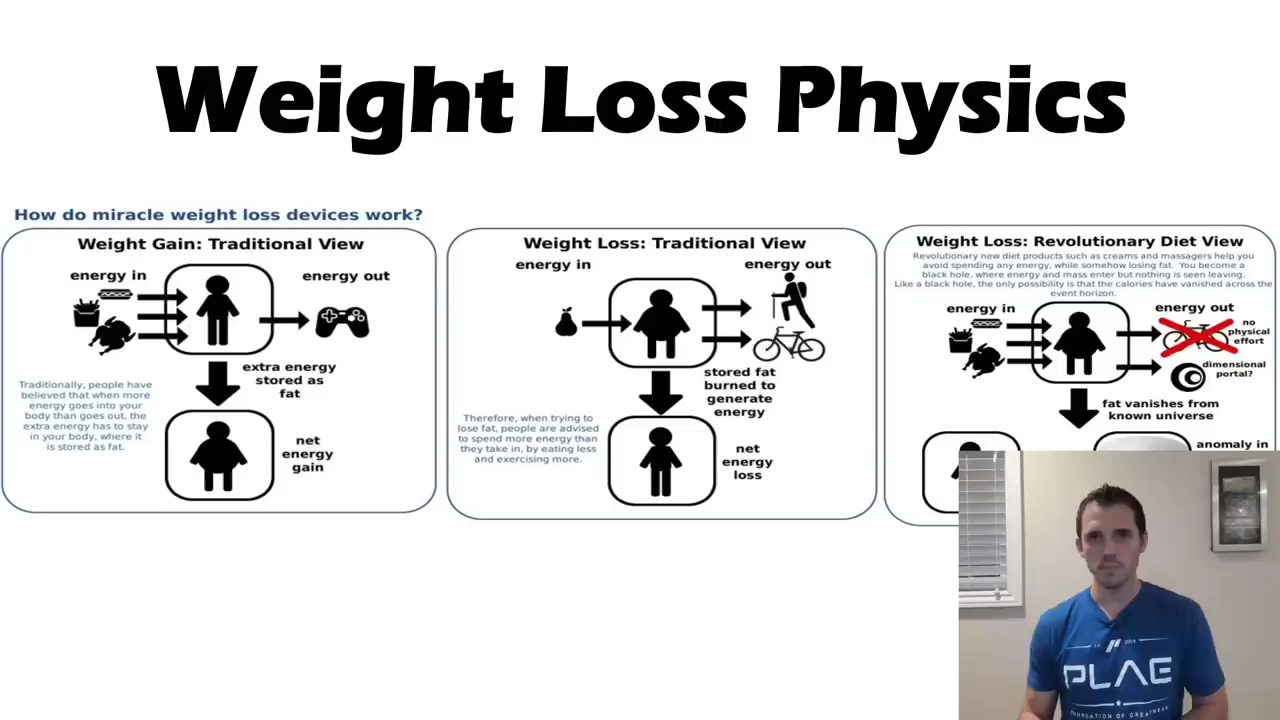 Weight Loss Physics
How do miracle weight loss devices work?
Weight Gain: Traditional View
energy in
energy out
extra energy
stored as
fat
Traditionally, people have
believed that when more
energy goes into your
body than goes out, the
extra energy has to stay
in your body, where it
is stored as fat.
net
energy
gain
Weight Loss: Traditional View
energy in
energy out
stored fat
burned to
generate
energy
Therefore, when trying to
lose fat, people are advised
to spend more energy than
they take in, by eating less
and exercising more.
net
energy
loss
Weight Loss: Revolutionary Diet View
Revolutionary new diet products such as creams and massagers help you
avoid spending any energy, while somehow losing fat. You become a
black hole, where energy and mass enter but nothing is seen leaving.
Like a black hole, the only possibility is that the calories have vanished across the
event horizon.
energy in
energy out
no
physical
effort
dimensional
portal?
fat vanishes from
known universe
anomaly in
PLAE
FOUNDATION OF GREATNESS